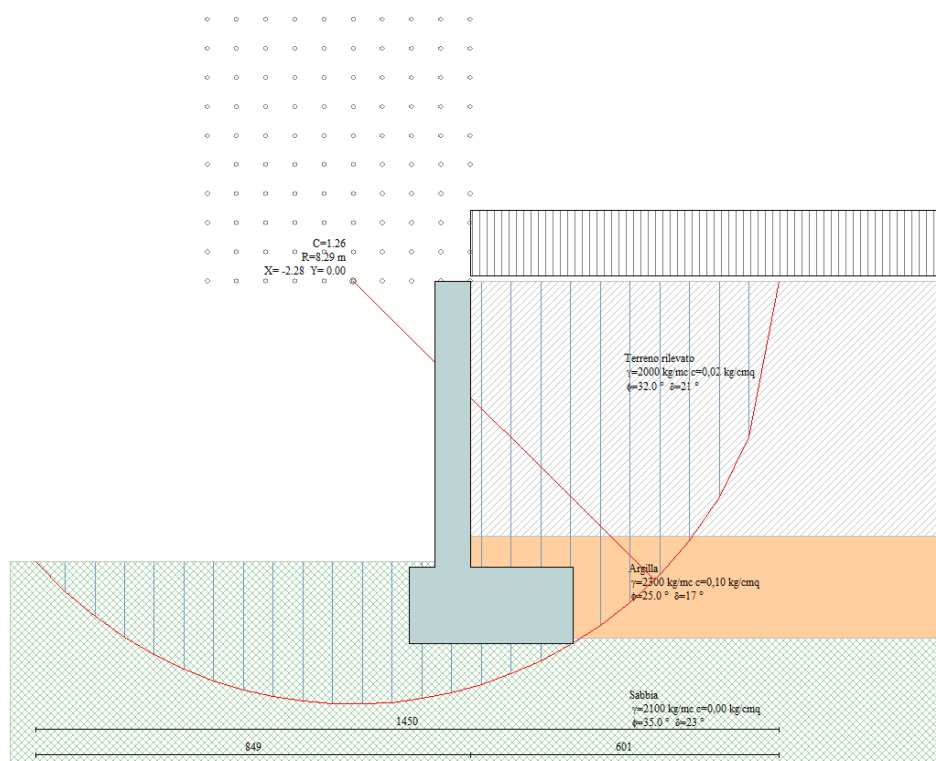 C=1.26
R=8.29 m
X= -2.28 Y= 0.00
Terreno rilevato
γ=2000 kg/mc c=0,02 kg/cmq
ϕ=32.0 ° δ=21 °
Argilla
γ=2300 kg/mc c=0,10 kg/cmq
ϕ=25.0 ° δ=17 °
Sabbia
γ=2100 kg/mc c=0,00 kg/cmq
ϕ=35.0 ° δ=23 °
1450
849
601